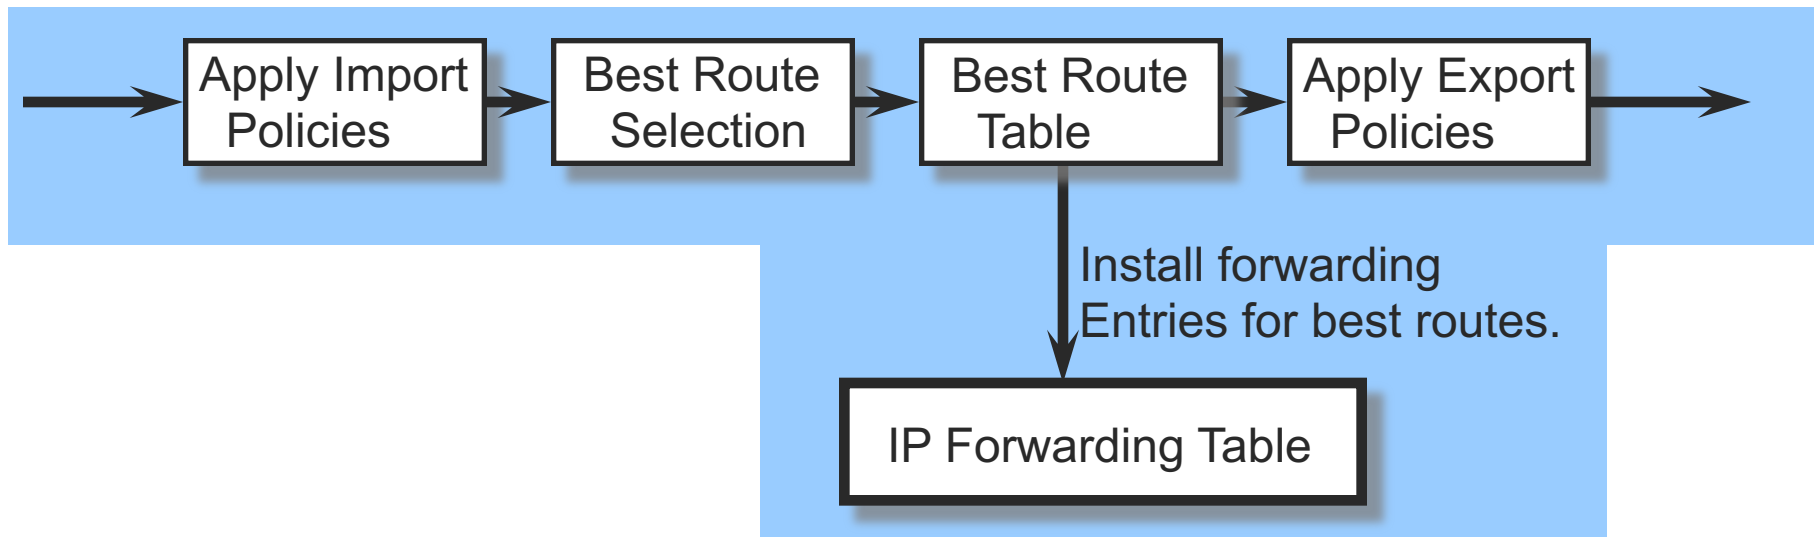 Apply Import
Policies
Best Route
Selection
Best Route
Table
Apply Export
Policies
Install forwarding
Entries for best routes.
IP Forwarding Table